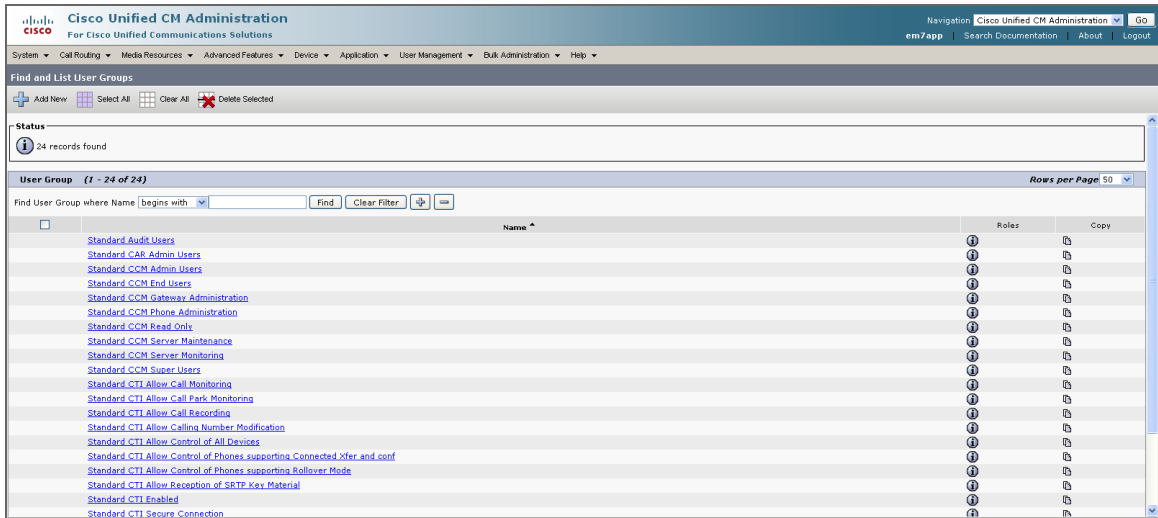 Cisco Unified CM Administration
CISCO For Cisco Unified Communications Solutions
Navigation Cisco Unified CM Administration Go
em7app | Search Documentation | About | Logout
System Call Routing Media Resources Advanced Features Device Application User Management Bulk Administration Help
Find and List User Groups
Add New Select All Clear All Delete Selected
Status
24 records found
User Group (1 - 24 of 24) Rows per Page 50
Find User Group where Name begins with Find Clear Filter
Name Roles Copy
Standard Audit Users
Standard CAR Admin Users
Standard CCM Admin Users
Standard CCM End Users
Standard CCM Gateway Administration
Standard CCM Phone Administration
Standard CCM Read Only
Standard CCM Server Maintenance
Standard CCM Server Monitoring
Standard CCM Super Users
Standard CTI Allow Call Monitoring
Standard CTI Allow Call Park Monitoring
Standard CTI Allow Call Recording
Standard CTI Allow Calling Number Modification
Standard CTI Allow Control of All Devices
Standard CTI Allow Control of Phones supporting Connected Xfer and conf
Standard CTI Allow Control of Phones supporting Rollover Mode
Standard CTI Allow Reception of SRTP Key Material
Standard CTI Enabled
Standard CTI Secure Connection